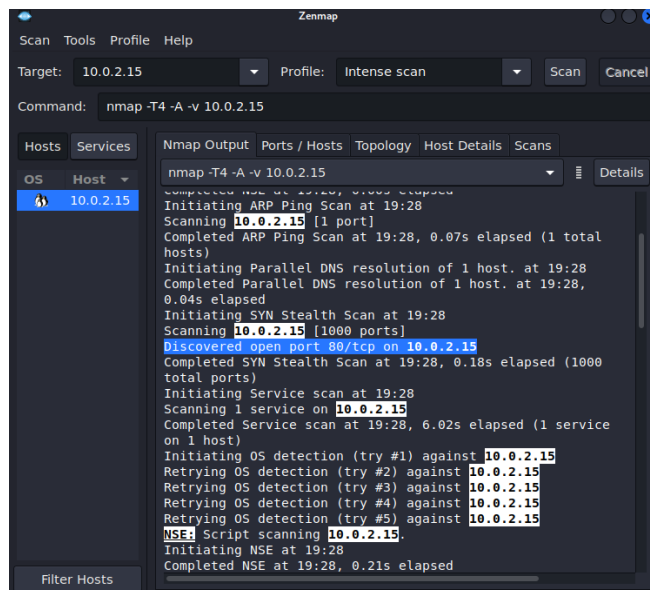 Zenmap
Scan Tools Profile Help
Target: 10.0.2.15 Profile: Intense scan Scan Cancel
Command: nmap -T4 -A -v 10.0.2.15
Hosts Services
Nmap Output Ports / Hosts Topology Host Details Scans
nmap -T4 -A -v 10.0.2.15 Details
OS Host
10.0.2.15
Completed NSE at 19:28, 0.00s elapsed
Initiating ARP Ping Scan at 19:28
Scanning 10.0.2.15 [1 port]
Completed ARP Ping Scan at 19:28, 0.07s elapsed (1 total
hosts)
Initiating Parallel DNS resolution of 1 host. at 19:28
Completed Parallel DNS resolution of 1 host. at 19:28,
0.04s elapsed
Initiating SYN Stealth Scan at 19:28
Scanning 10.0.2.15 [1000 ports]
Discovered open port 80/tcp on 10.0.2.15
Completed SYN Stealth Scan at 19:28, 0.18s elapsed (1000
total ports)
Initiating Service scan at 19:28
Scanning 1 service on 10.0.2.15
Completed Service scan at 19:28, 6.02s elapsed (1 service
on 1 host)
Initiating OS detection (try #1) against 10.0.2.15
Retrying OS detection (try #2) against 10.0.2.15
Retrying OS detection (try #3) against 10.0.2.15
Retrying OS detection (try #4) against 10.0.2.15
Retrying OS detection (try #5) against 10.0.2.15
NSE: Script scanning 10.0.2.15.
Initiating NSE at 19:28
Completed NSE at 19:28, 0.21s elapsed
Filter Hosts